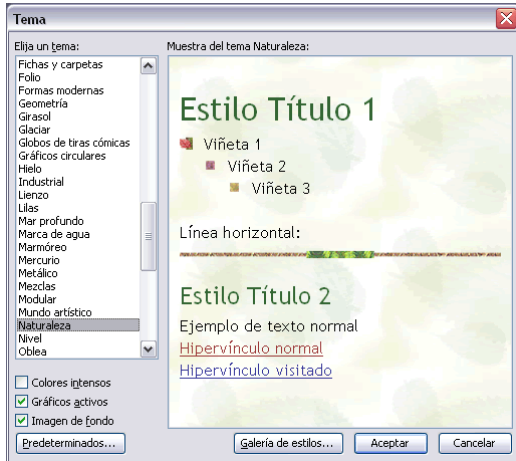 Tema
Elija un tema:
Fichas y carpetas
Folio
Formas modernas
Geometría
Girasol
Glaciar
Globos de tiras cómicas
Gráficos circulares
Hielo
Industrial
Lienzo
Lilas
Mar profundo
Marca de agua
Marmóreo
Mercurio
Metálico
Mezclas
Modular
Mundo artístico
Naturaleza
Nivel
Oblea
Colores intensos
Gráficos activos
Imagen de fondo
Predeterminados...
Muestra del tema Naturaleza:
Estilo Título 1
Viñeta 1
Viñeta 2
Viñeta 3
Línea horizontal:
Estilo Título 2
Ejemplo de texto normal
Hipervínculo normal
Hipervínculo visitado
Galería de estilos...
Aceptar
Cancelar